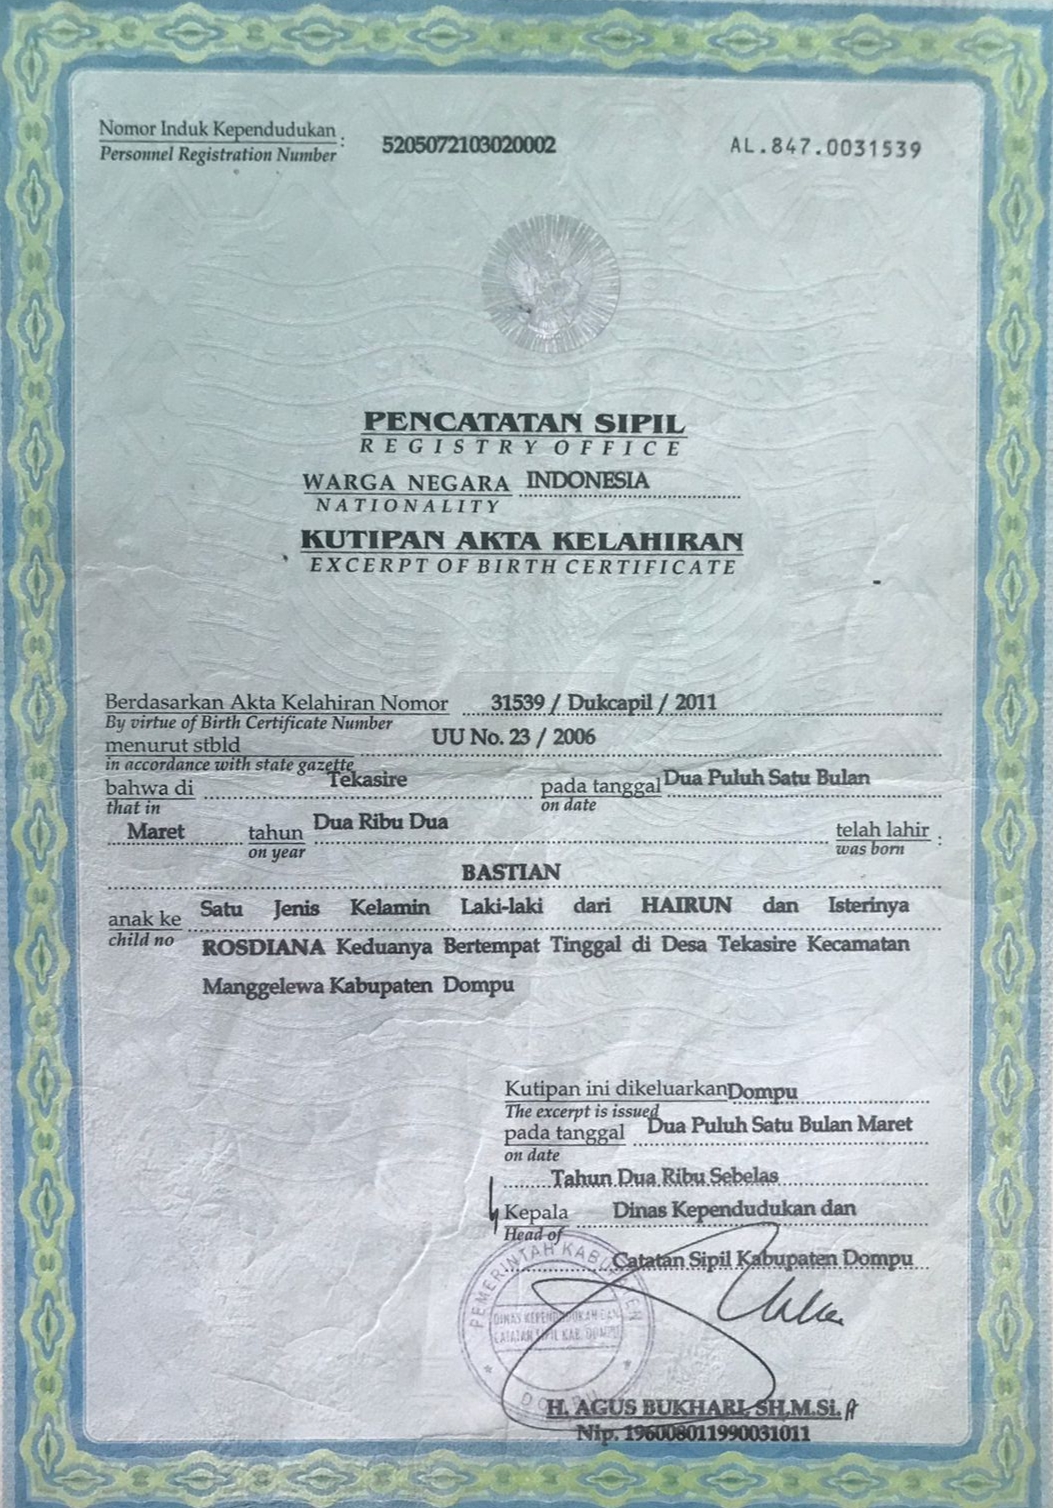 Nomor Induk Kependudukan : 5205072103020002 AL.847.0031539
Personnel Registration Number
PENCATATAN SIPIL
REGISTRY OFFICE
WARGA NEGARA INDONESIA
NATIONALITY
KUTIPAN AKTA KELAHIRAN
EXCERPT OF BIRTH CERTIFICATE
Berdasarkan Akta Kelahiran Nomor 31539 / Dukcapil / 2011
By virtue of Birth Certificate Number
menurut stbld UU No. 23 / 2006
in accordance with state gazette
bahwa di Tekasire pada tanggal Dua Puluh Satu Bulan
that in on date
Maret tahun Dua Ribu Dua telah lahir :
on year was born
BASTIAN
anak ke Satu Jenis Kelamin Laki-laki dari HAIRUN dan Isterinya
child no ROSDIANA Keduanya Bertempat Tinggal di Desa Tekasire Kecamatan
Manggelewa Kabupaten Dompu
Kutipan ini dikeluarkan Dompu
The excerpt is issued
pada tanggal Dua Puluh Satu Bulan Maret
on date
Tahun Dua Ribu Sebelas
Kepala Dinas Kependudukan dan
Head of
Catatan Sipil Kabupaten Dompu
PEMERINTAH KABUPATEN
DINAS KEPENDUDUKAN DAN
CATATAN SIPIL KAB. DOMPU
DOMPU
H. AGUS BUKHARI, SH,M.Si.
Nip. 196008011990031011